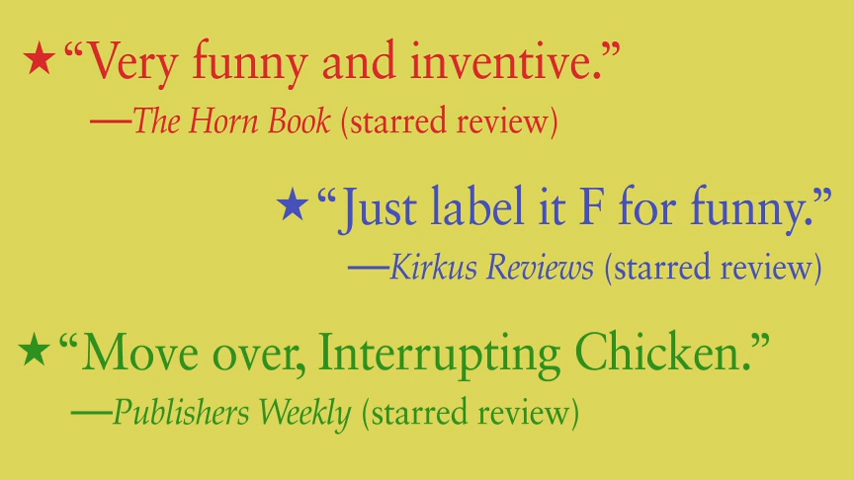 ★ “Very funny and inventive.”
—The Horn Book (starred review)
★ “Just label it F for funny.”
—Kirkus Reviews (starred review)
★ “Move over, Interrupting Chicken.”
—Publishers Weekly (starred review)